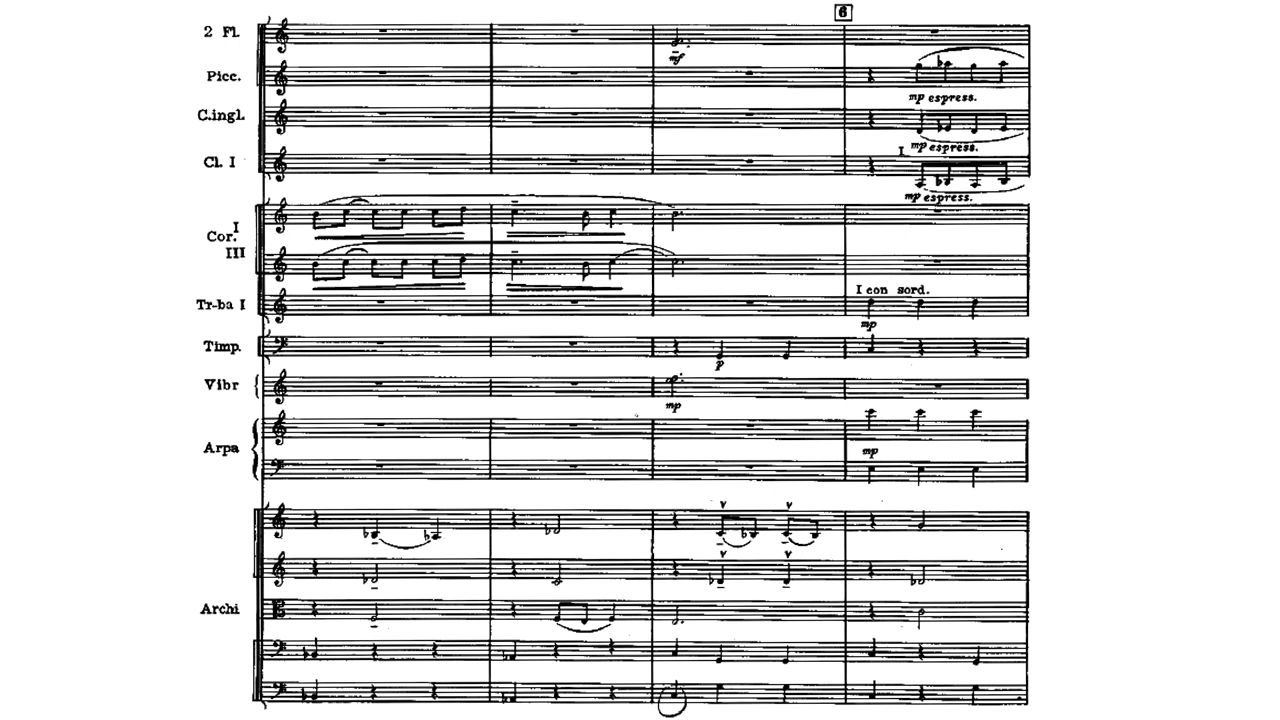 6
2 Fl.
mf
Picc.
mp espress.
C.ingl.
mp espress.
I
Cl. I
mp espress.
I
Cor.
III
I con sord.
Tr-ba I
mp
Timp.
p
Vibr
mp
Arpa
mp
Archi